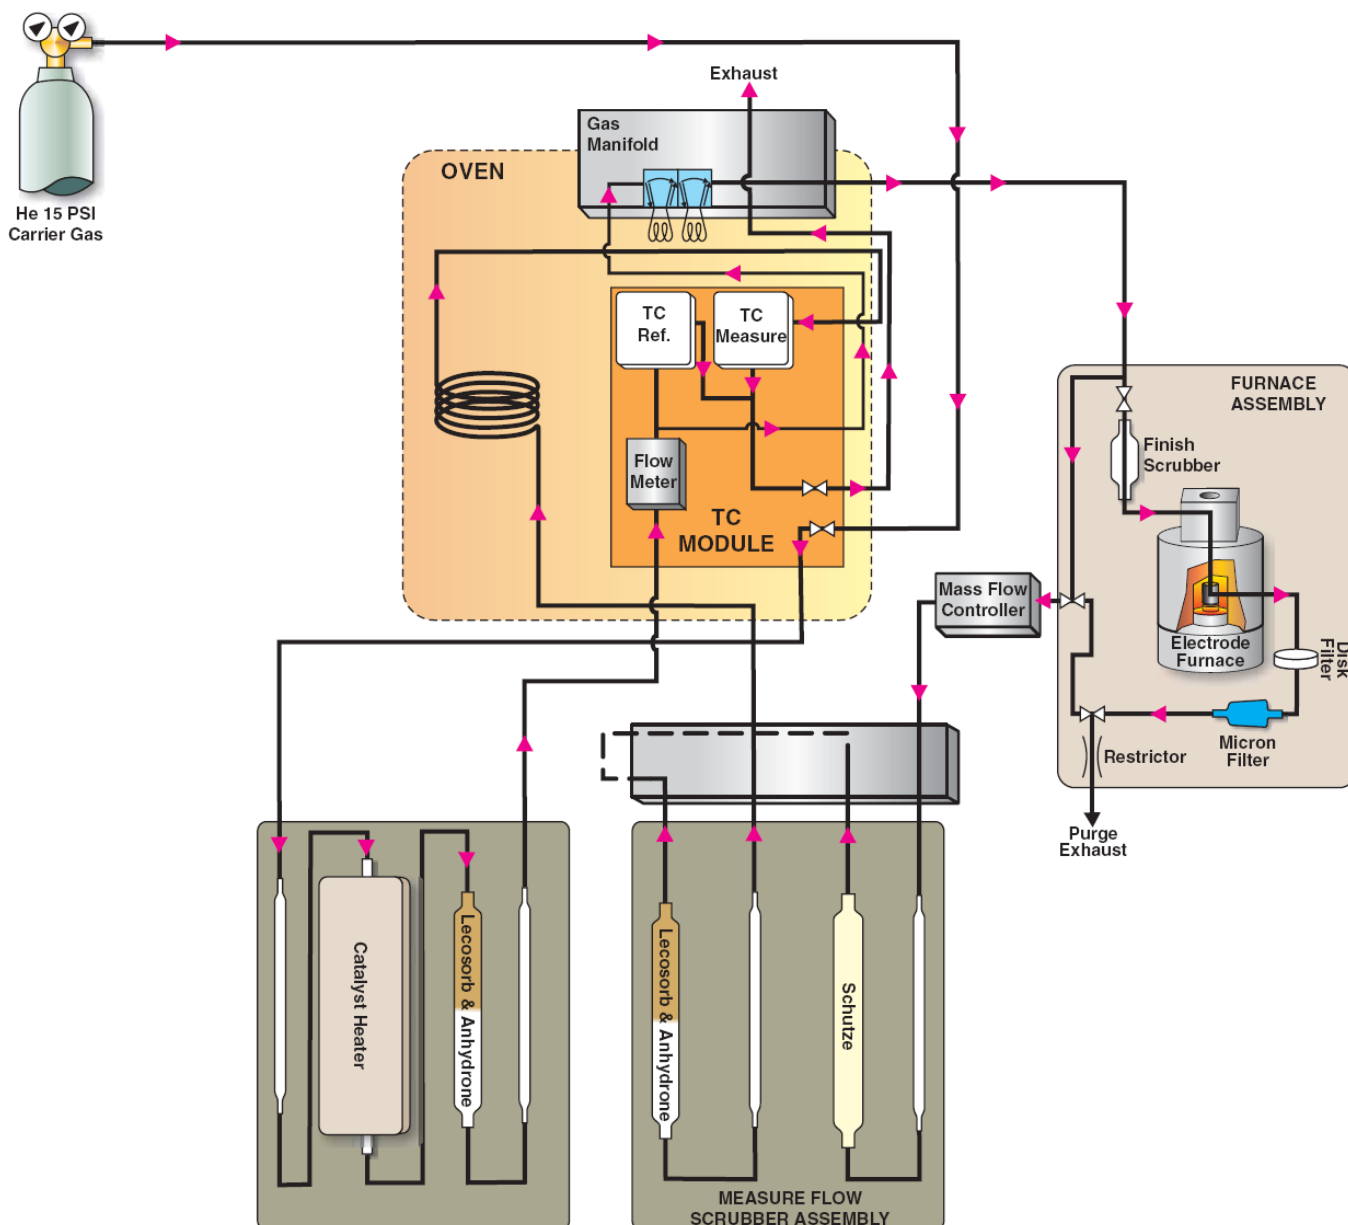 He 15 PSI
Carrier Gas
Exhaust
Gas
Manifold
OVEN
TC
Ref.
TC
Measure
Flow
Meter
TC
MODULE
FURNACE
ASSEMBLY
Finish
Scrubber
Mass Flow
Controller
Electrode
Furnace
Disk
Filter
Micron
Filter
Restrictor
Purge
Exhaust
Catalyst Heater
Lecosorb & Anhydrone
Lecosorb & Anhydrone
Schutze
MEASURE FLOW
SCRUBBER ASSEMBLY